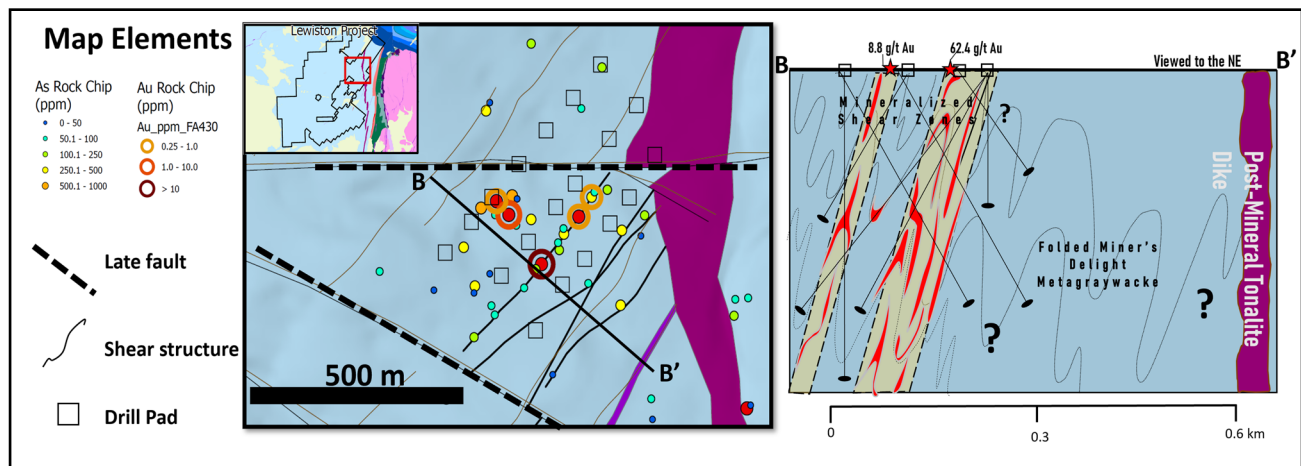 Map Elements
As Rock Chip
(ppm)
0 - 50
50.1 - 100
100.1 - 250
250.1 - 500
500.1 - 1000
Au Rock Chip
(ppm)
Au_ppm_FA430
0.25 - 1.0
1.0 - 10.0
> 10
Late fault
Shear structure
Drill Pad
Lewiston Project
B
B'
500 m
8.8 g/t Au
62.4 g/t Au
B
Viewed to the NE
B'
Mineralized
Shear Zones
?
Folded Miner's
Delight
Metagraywacke
?
?
Post-Mineral Tonalite
Dike
0
0.3
0.6 km